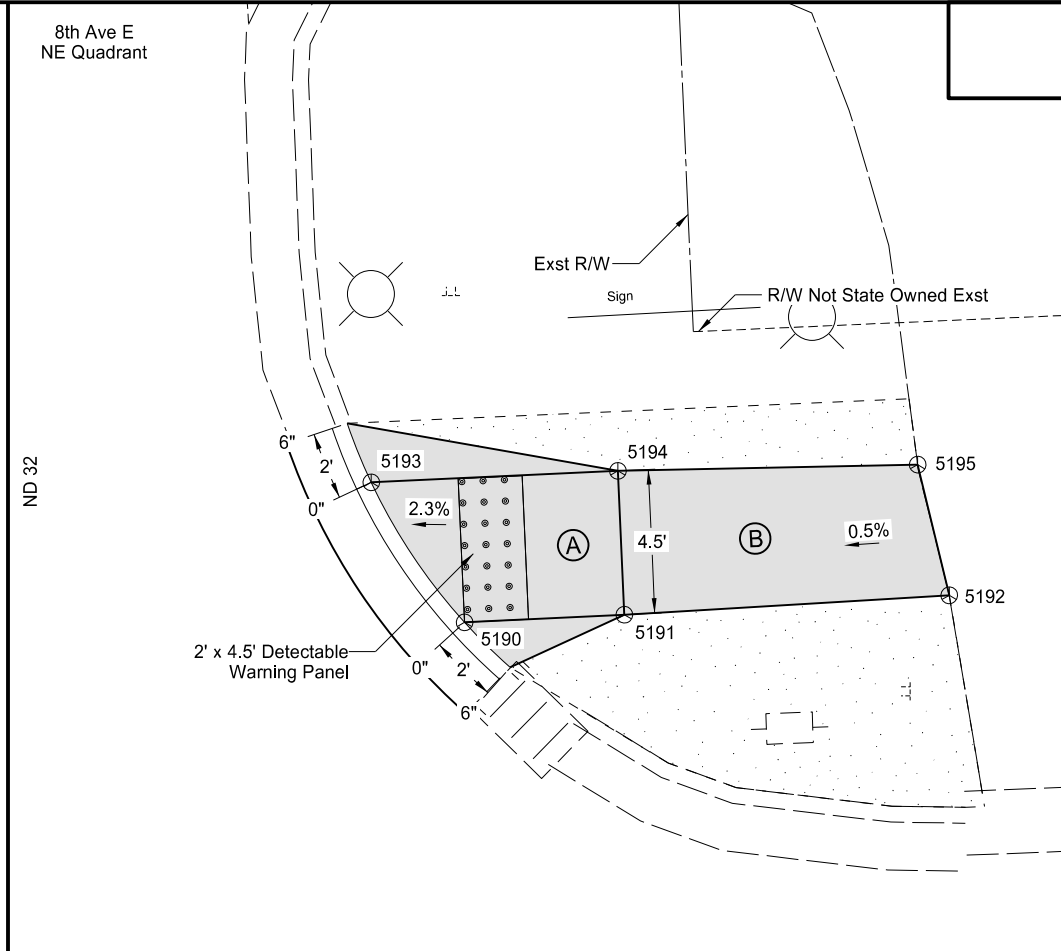 8th Ave E
NE Quadrant
Exst R/W
Sign
R/W Not State Owned Exst
6"
2'
5193
0"
5194
5195
ND 32
2.3%
A
4.5'
B
0.5%
5192
5190
5191
2' x 4.5' Detectable
Warning Panel
0"
2'
6"